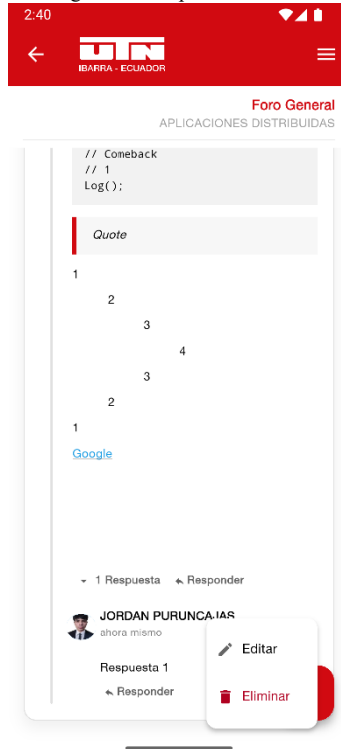 2:40
UTN
IBARRA - ECUADOR
Foro General
APLICACIONES DISTRIBUIDAS
// Comeback
// 1
Log();
Quote
1
2
3
4
3
2
1
Google
1 Respuesta Responder
JORDAN PURUNCAJAS
ahora mismo
Editar
Respuesta 1
Responder
Eliminar